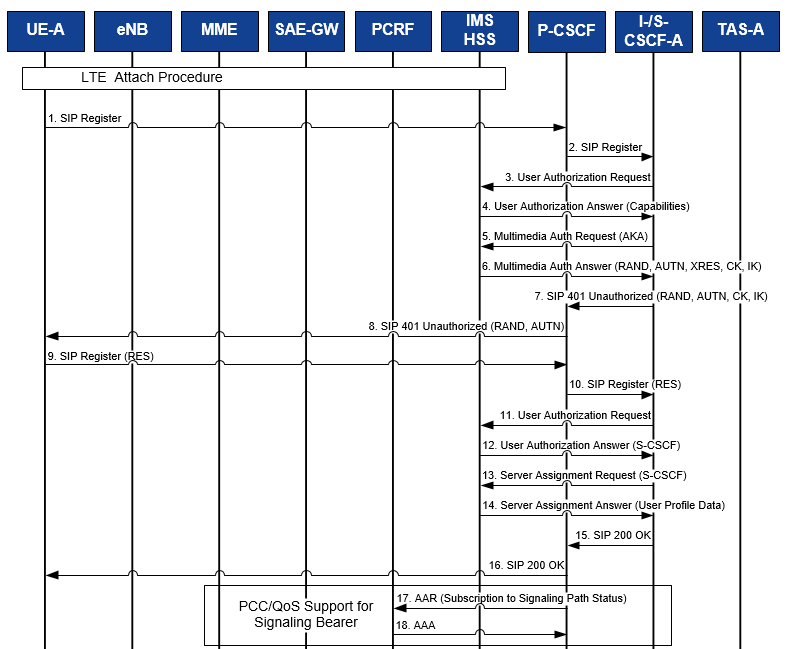 UE-A
eNB
MME
SAE-GW
PCRF
IMS
HSS
P-CSCF
I-/S-
CSCF-A
TAS-A
LTE Attach Procedure
1. SIP Register
2. SIP Register
3. User Authorization Request
4. User Authorization Answer (Capabilities)
5. Multimedia Auth Request (AKA)
6. Multimedia Auth Answer (RAND, AUTN, XRES, CK, IK)
7. SIP 401 Unauthorized (RAND, AUTN, CK, IK)
8. SIP 401 Unauthorized (RAND, AUTN)
9. SIP Register (RES)
10. SIP Register (RES)
11. User Authorization Request
12. User Authorization Answer (S-CSCF)
13. Server Assignment Request (S-CSCF)
14. Server Assignment Answer (User Profile Data)
15. SIP 200 OK
16. SIP 200 OK
PCC/QoS Support for
Signaling Bearer
17. AAR (Subscription to Signaling Path Status)
18. AAA